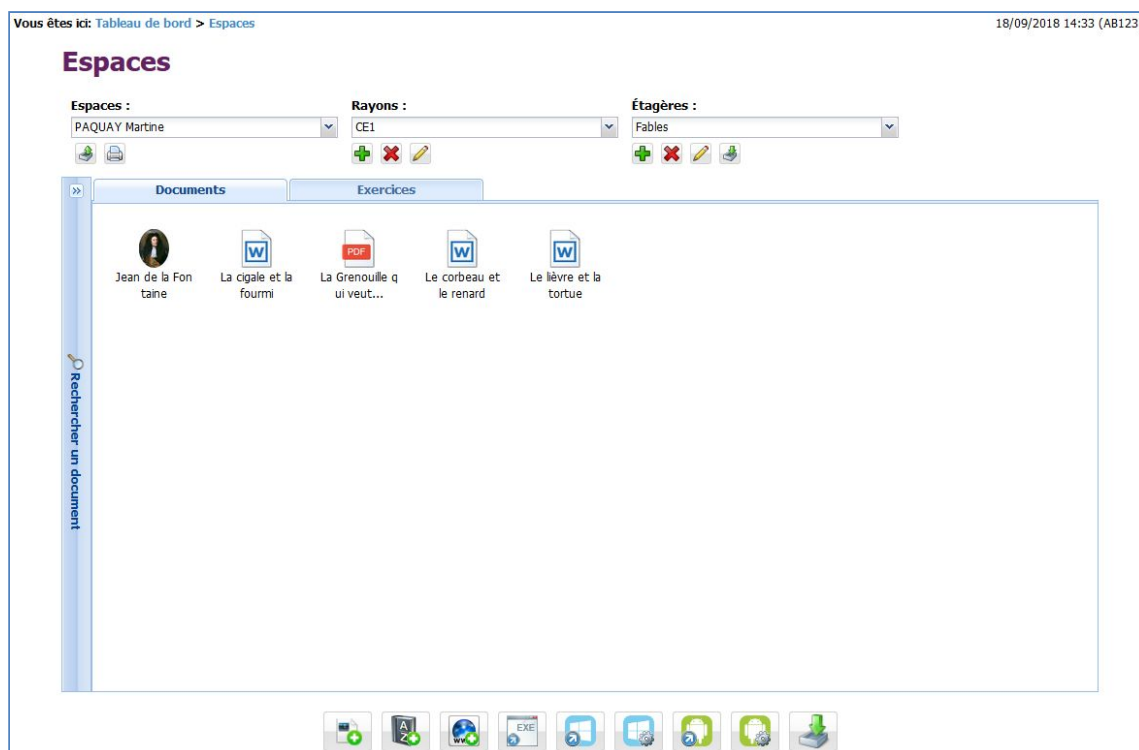 Vous êtes ici: Tableau de bord > Espaces
18/09/2018 14:33 (AB123
Espaces
Espaces :
Rayons :
Étagères :
PAQUAY Martine
CE1
Fables
Documents
Exercices
Rechercher un document
PDF
Jean de la Fon
taine
La cigale et la
fourmi
La Grenouille q
ui veut...
Le corbeau et
le renard
Le lièvre et la
tortue
A
Z
EXE